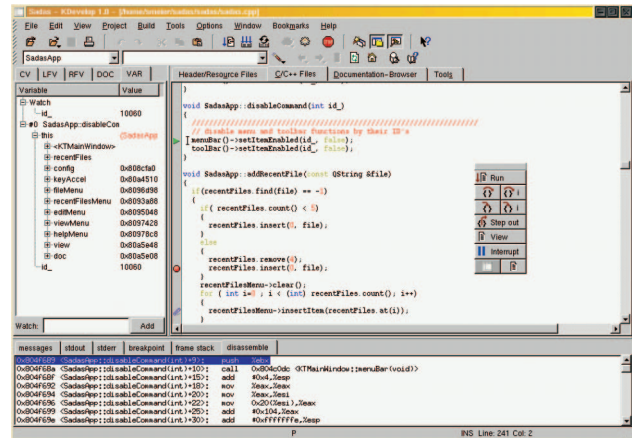 Sadas - KDevelop 1.0 - [/home/smeier/sadas/sadas/sadas.cpp]
File Edit View Project Build Tools Options Window Bookmarks Help
SadasApp
CV LFV RFV DOC VAR
Header/Resource Files C/C++ Files Documentation-Browser Tools
Variable Value
Watch
id_ 10060
#0 SadasApp::disableCon
this (SadasApp
<KTMainWindow>
recentFiles
config 0x808cfa0
keyAccel 0x80a4510
fileMenu 0x8096d98
recentFilesMenu 0x8093a88
editMenu 0x8095048
viewMenu 0x8097428
helpMenu 0x80978c8
view 0x80a5e48
doc 0x80a5e08
id_ 10060
Watch: Add
}
void SadasApp::disableCommand(int id_)
{
// disable menu and toolbar functions by their ID's
menuBar()->setItemEnabled(id_, false);
toolBar()->setItemEnabled(id_, false);
}
void SadasApp::addRecentFile(const QString &file)
{
if(recentFiles.find(file) == -1)
{
if( recentFiles.count() < 5)
{
recentFiles.insert(0, file);
}
else
{
recentFiles.remove(4);
recentFiles.insert(0, file);
}
recentFilesMenu->clear();
for ( int i=0 ; i < (int) recentFiles.count(); i++)
{
recentFilesMenu->insertItem(recentFiles.at(i));
}
Run
Step out
View
Interrupt
messages stdout stderr breakpoint frame stack disassemble
0x804f689 <SadasApp::disableCommand(int)+9>: push %ebx
0x804f68a <SadasApp::disableCommand(int)+10>: call 0x804c0dc <KTMainWindow::menuBar(void)>
0x804f68f <SadasApp::disableCommand(int)+15>: add #0x4,%esp
0x804f692 <SadasApp::disableCommand(int)+18>: mov %eax,%eax
0x804f694 <SadasApp::disableCommand(int)+20>: mov %eax,%esi
0x804f696 <SadasApp::disableCommand(int)+22>: mov 0x20(%esi),%eax
0x804f699 <SadasApp::disableCommand(int)+25>: add #0x104,%eax
0x804f69e <SadasApp::disableCommand(int)+30>: add #0xfffffffe,%esp
P INS Line: 241 Col: 2